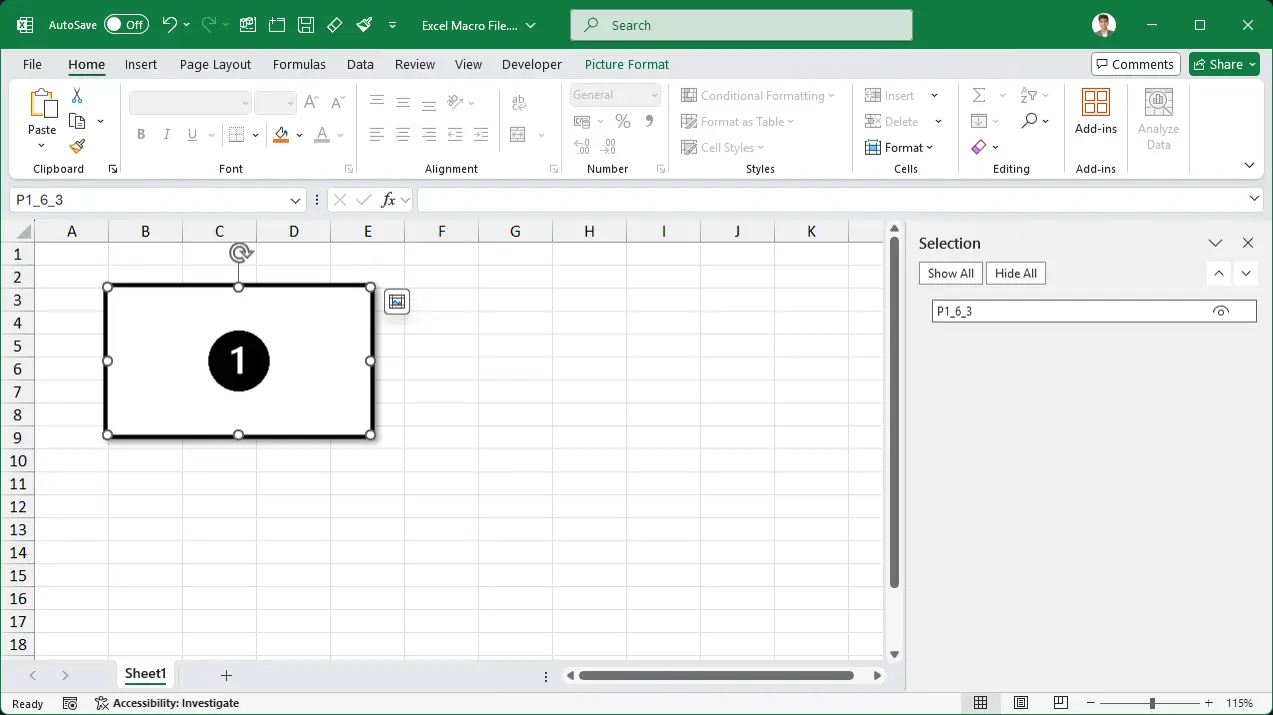 AutoSave Off Excel Macro File.... Search
File Home Insert Page Layout Formulas Data Review View Developer Picture Format Comments Share
General Conditional Formatting Insert
Paste B I U A % Format as Table Delete Add-ins Analyze Data
Cell Styles Format
Clipboard Font Alignment Number Styles Cells Editing Add-ins
P1_6_3 fx
A B C D E F G H I J K
Selection
Show All Hide All
P1_6_3
1
2
3
4
5
6
7
8
9
10
11
12
13
14
15
16
17
18
1
Sheet1
Ready Accessibility: Investigate 115%